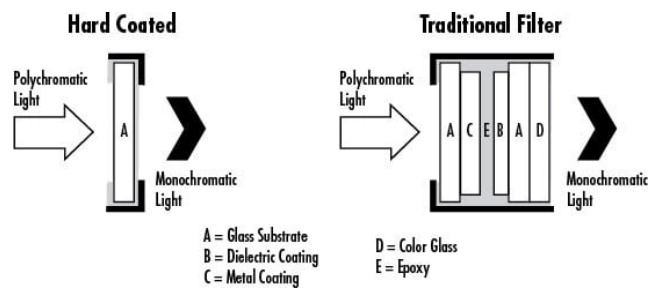 Hard Coated
Traditional Filter
Polychromatic
Light
A
Monochromatic
Light
Polychromatic
Light
A C E B A D
Monochromatic
Light
A = Glass Substrate
B = Dielectric Coating
C = Metal Coating
D = Color Glass
E = Epoxy